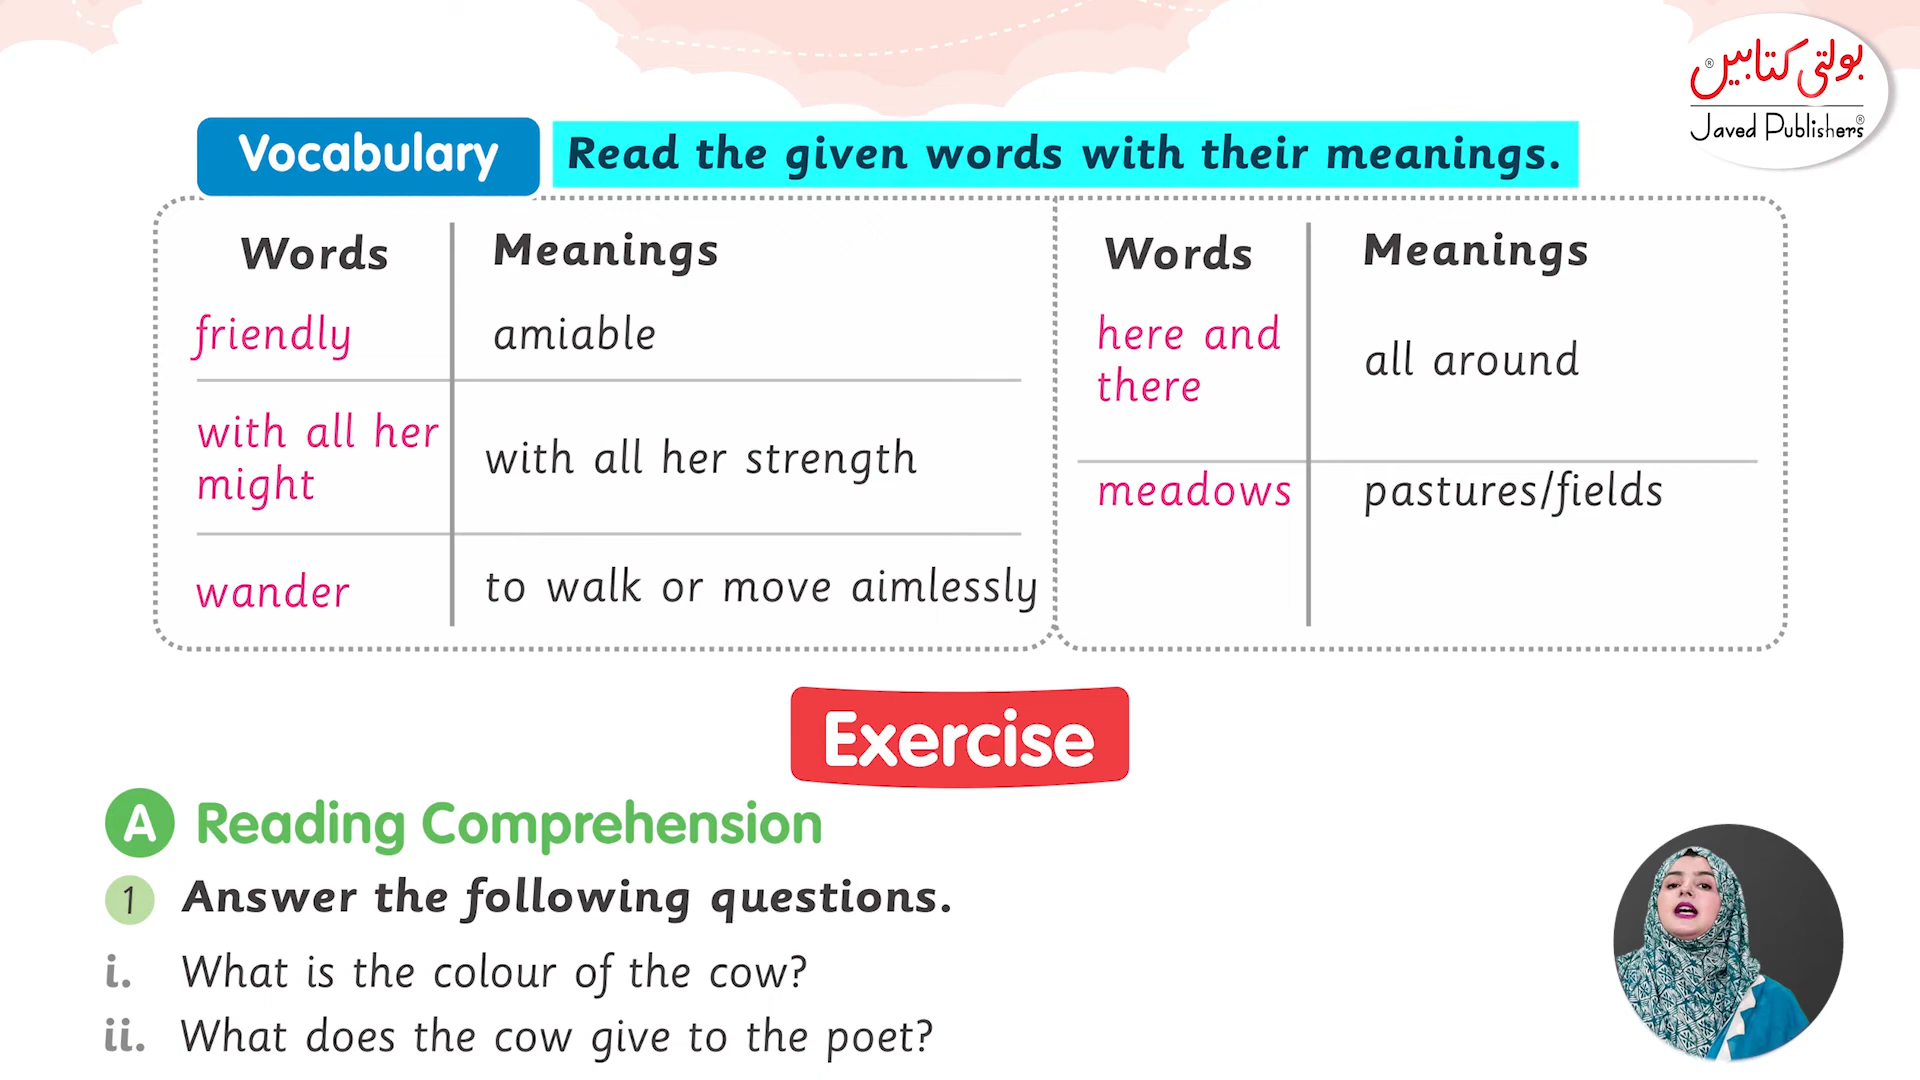 بولتی کتابیں®
Javed Publishers®
Vocabulary Read the given words with their meanings.
Words Meanings
friendly amiable
with all her
might
with all her strength
wander to walk or move aimlessly
Words Meanings
here and
there
all around
meadows pastures/fields
Exercise
A Reading Comprehension
1 Answer the following questions.
i. What is the colour of the cow?
ii. What does the cow give to the poet?